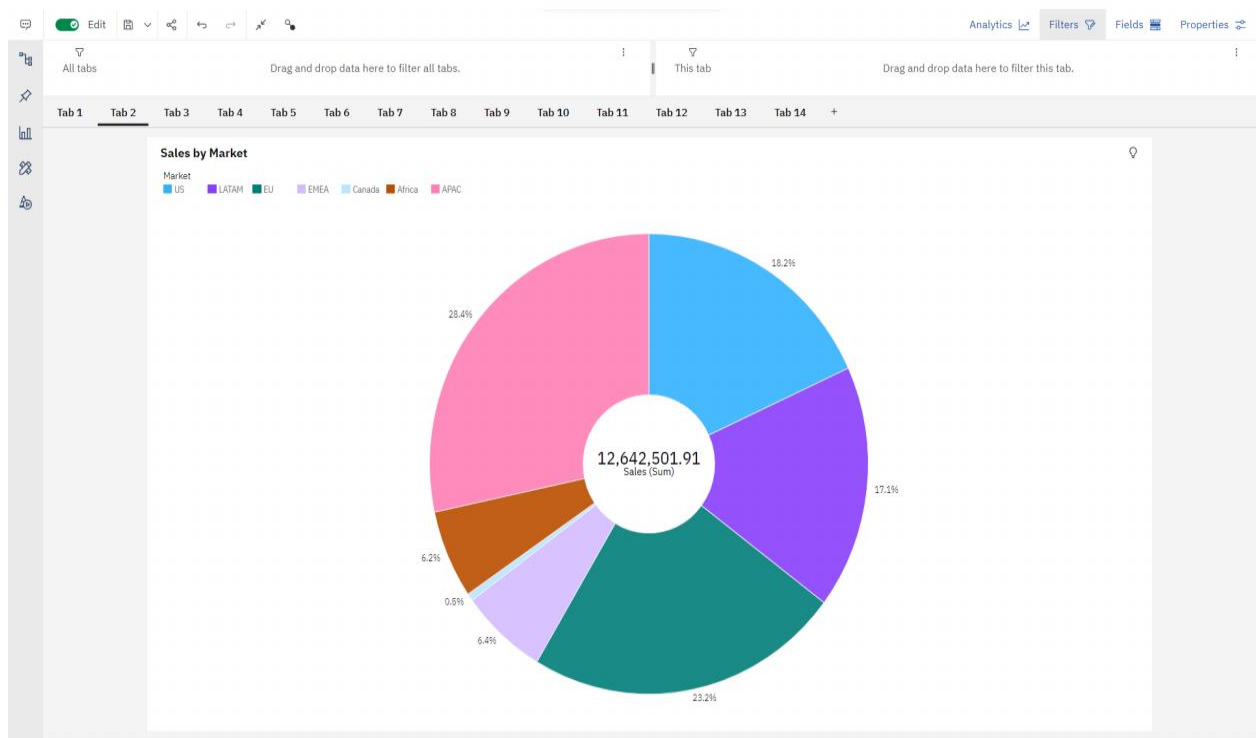 Edit
Analytics
Filters
Fields
Properties
All tabs
Drag and drop data here to filter all tabs.
This tab
Drag and drop data here to filter this tab.
Tab 1 Tab 2 Tab 3 Tab 4 Tab 5 Tab 6 Tab 7 Tab 8 Tab 9 Tab 10 Tab 11 Tab 12 Tab 13 Tab 14 +
Sales by Market
Market
US LATAM EU EMEA Canada Africa APAC
18.2%
28.4%
12,642,501.91
Sales (Sum)
17.1%
6.2%
0.5%
6.4%
23.2%